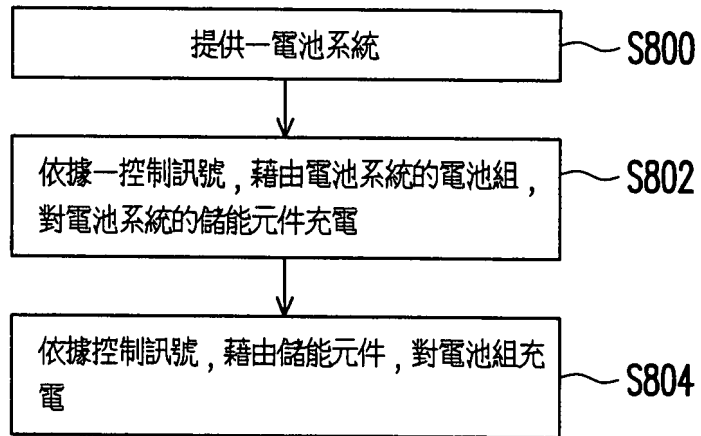 提供一電池系統
S800
依據一控制訊號,藉由電池系統的電池組,
對電池系統的儲能元件充電
S802
依據控制訊號,藉由儲能元件,對電池組充
電
S804